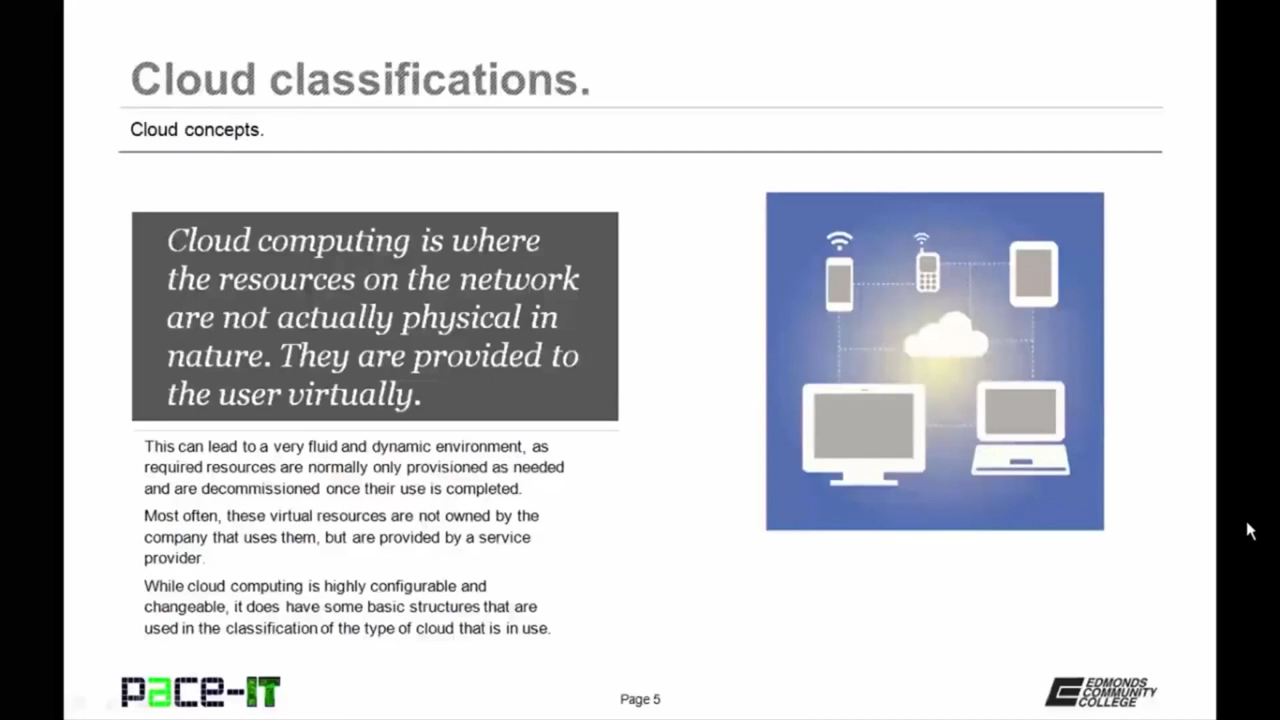 Cloud classifications.
Cloud concepts.
Cloud computing is where
the resources on the network
are not actually physical in
nature. They are provided to
the user virtually.
This can lead to a very fluid and dynamic environment, as
required resources are normally only provisioned as needed
and are decommissioned once their use is completed.
Most often, these virtual resources are not owned by the
company that uses them, but are provided by a service
provider.
While cloud computing is highly configurable and
changeable, it does have some basic structures that are
used in the classification of the type of cloud that is in use.
pace-IT
Page 5
EDMONDS
COMMUNITY
COLLEGE